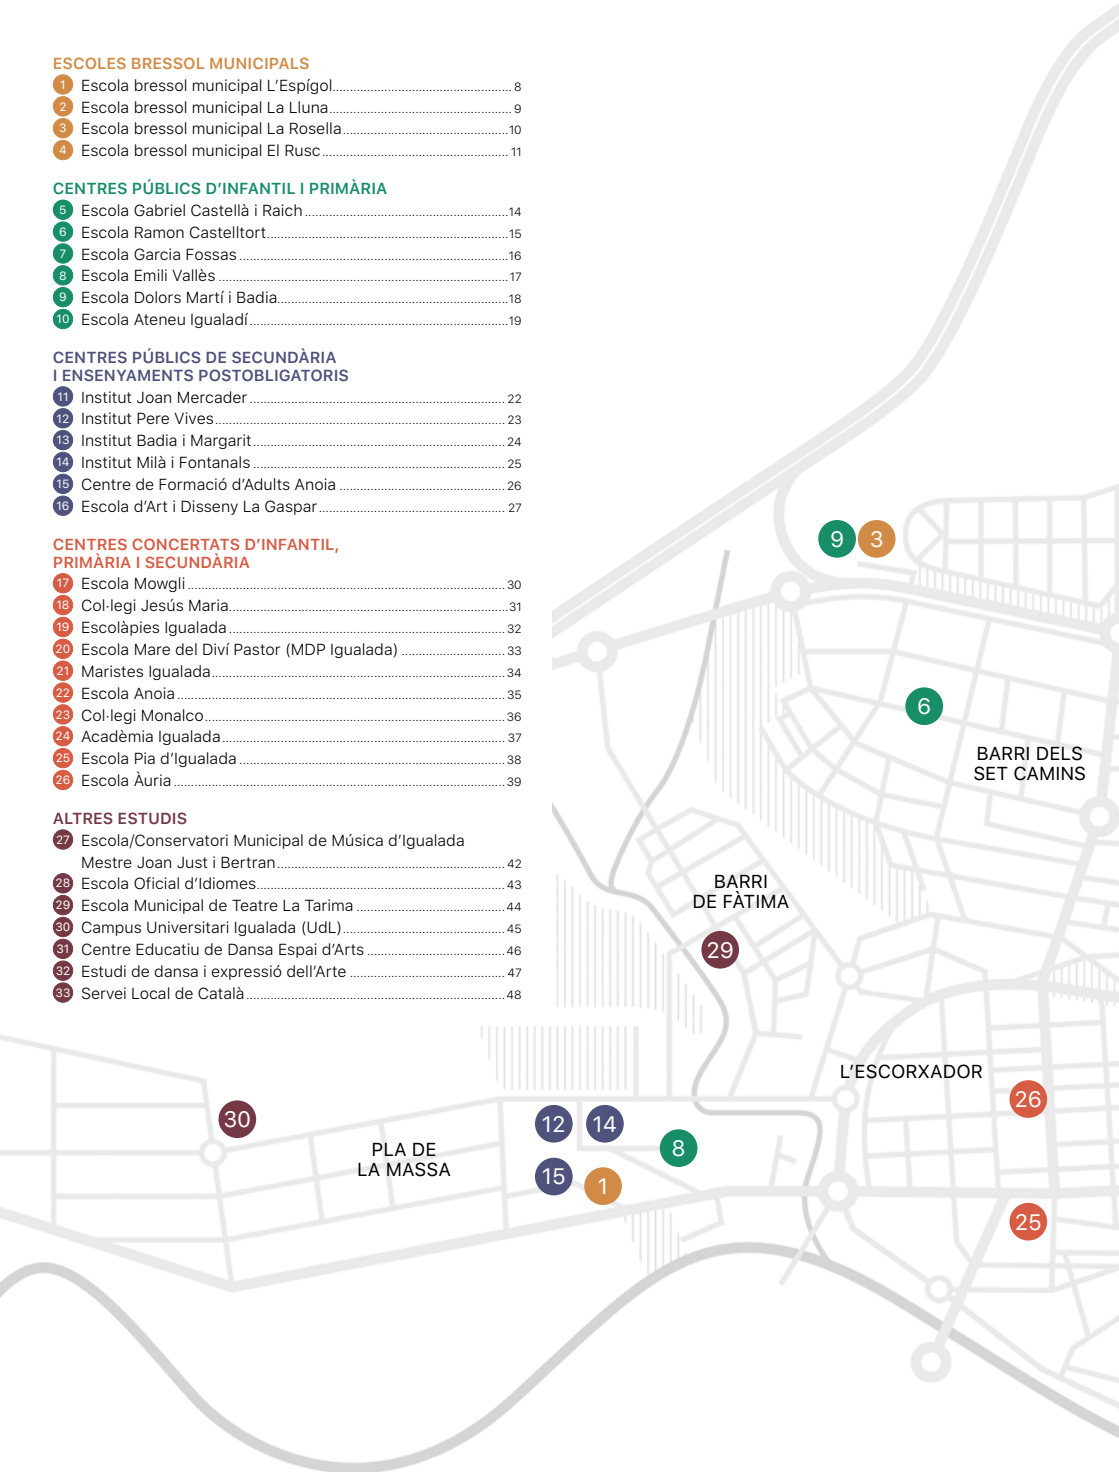 ESCOLES BRESSOL MUNICIPALS
1 Escola bressol municipal L'Espígol 8
2 Escola bressol municipal La Lluna 9
3 Escola bressol municipal La Rosella 10
4 Escola bressol municipal El Rusc 11
CENTRES PÚBLICS D'INFANTIL I PRIMÀRIA
5 Escola Gabriel Castellà i Raich 14
6 Escola Ramon Castelltort 15
7 Escola Garcia Fossas 16
8 Escola Emili Vallès 17
9 Escola Dolors Martí i Badia 18
10 Escola Ateneu Igualadí 19
CENTRES PÚBLICS DE SECUNDÀRIA
I ENSENYAMENTS POSTOBLIGATORIS
11 Institut Joan Mercader 22
12 Institut Pere Vives 23
13 Institut Badia i Margarit 24
14 Institut Milà i Fontanals 25
15 Centre de Formació d'Adults Anoia 26
16 Escola d'Art i Disseny La Gaspar 27
CENTRES CONCERTATS D'INFANTIL,
PRIMÀRIA I SECUNDÀRIA
17 Escola Mowgli 30
18 Col·legi Jesús Maria 31
19 Escolàpies Igualada 32
20 Escola Mare del Diví Pastor (MDP Igualada) 33
21 Maristes Igualada 34
22 Escola Anoia 35
23 Col·legi Monalco 36
24 Acadèmia Igualada 37
25 Escola Pia d'Igualada 38
26 Escola Àuria 39
ALTRES ESTUDIS
27 Escola/Conservatori Municipal de Música d'Igualada
Mestre Joan Just i Bertran 42
28 Escola Oficial d'Idiomes 43
29 Escola Municipal de Teatre La Tarima 44
30 Campus Universitari Igualada (UdL) 45
31 Centre Educatiu de Dansa Espai d'Arts 46
32 Estudi de dansa i expressió dell'Arte 47
33 Servei Local de Català 48
9 3
6
BARRI DELS
SET CAMINS
BARRI
DE FÀTIMA
29
L'ESCORXADOR
26
30
12 14
8
PLA DE
LA MASSA
15 1
25